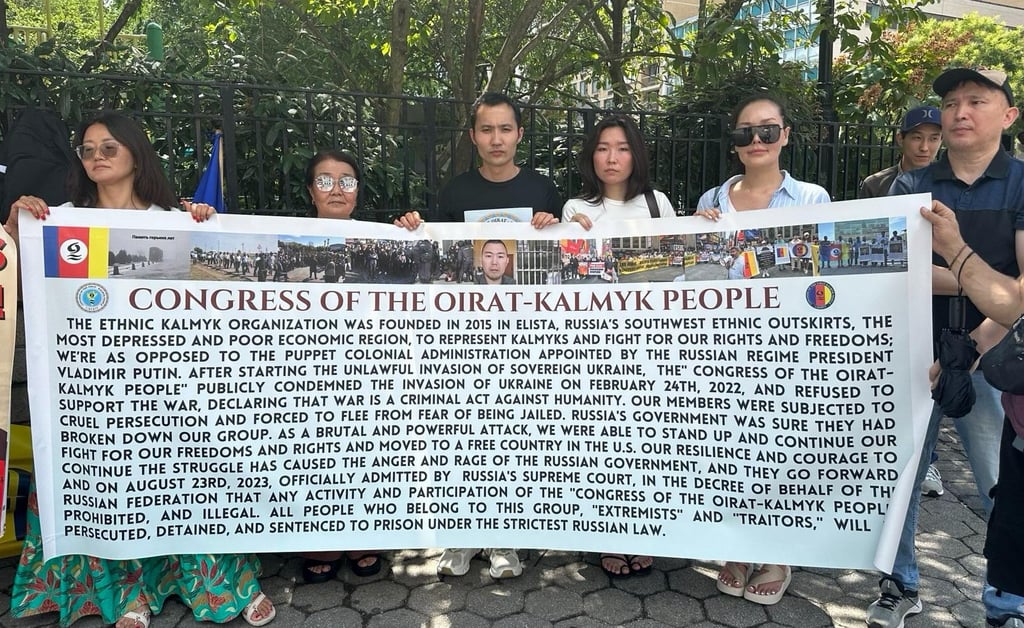 Память горьких лет
CONGRESS OF THE OIRAT-KALMYK PEOPLE
THE ETHNIC KALMYK ORGANIZATION WAS FOUNDED IN 2015 IN ELISTA, RUSSIA'S SOUTHWEST ETHNIC OUTSKIRTS, THE
MOST DEPRESSED AND POOR ECONOMIC REGION, TO REPRESENT KALMYKS AND FIGHT FOR OUR RIGHTS AND FREEDOMS;
WE'RE AS OPPOSED TO THE PUPPET COLONIAL ADMINISTRATION APPOINTED BY THE RUSSIAN REGIME PRESIDENT
VLADIMIR PUTIN. AFTER STARTING THE UNLAWFUL INVASION OF SOVEREIGN UKRAINE, THE" CONGRESS OF THE OIRAT-
KALMYK PEOPLE" PUBLICLY CONDEMNED THE INVASION OF UKRAINE ON FEBRUARY 24TH, 2022, AND REFUSED TO
SUPPORT THE WAR, DECLARING THAT WAR IS A CRIMINAL ACT AGAINST HUMANITY. OUR MEMBERS WERE SUBJECTED TO
CRUEL PERSECUTION AND FORCED TO FLEE FROM FEAR OF BEING JAILED. RUSSIA'S GOVERNMENT WAS SURE THEY HAD
BROKEN DOWN OUR GROUP. AS A BRUTAL AND POWERFUL ATTACK, WE WERE ABLE TO STAND UP AND CONTINUE OUR
FIGHT FOR OUR FREEDOMS AND RIGHTS AND MOVED TO A FREE COUNTRY IN THE U.S. OUR RESILIENCE AND COURAGE TO
CONTINUE THE STRUGGLE HAS CAUSED THE ANGER AND RAGE OF THE RUSSIAN GOVERNMENT, AND THEY GO FORWARD
AND ON AUGUST 23RD, 2023, OFFICIALLY ADMITTED BY RUSSIA'S SUPREME COURT, IN THE DECREE OF BEHALF OF TH
RUSSIAN FEDERATION THAT ANY ACTIVITY AND PARTICIPATION OF THE "CONGRESS OF THE OIRAT-KALMYK PEOPL
PROHIBITED, AND ILLEGAL. ALL PEOPLE WHO BELONG TO THIS GROUP, "EXTREMISTS" AND "TRAITORS," WILL
PERSECUTED, DETAINED, AND SENTENCED TO PRISON UNDER THE STRICTEST RUSSIAN LAW.